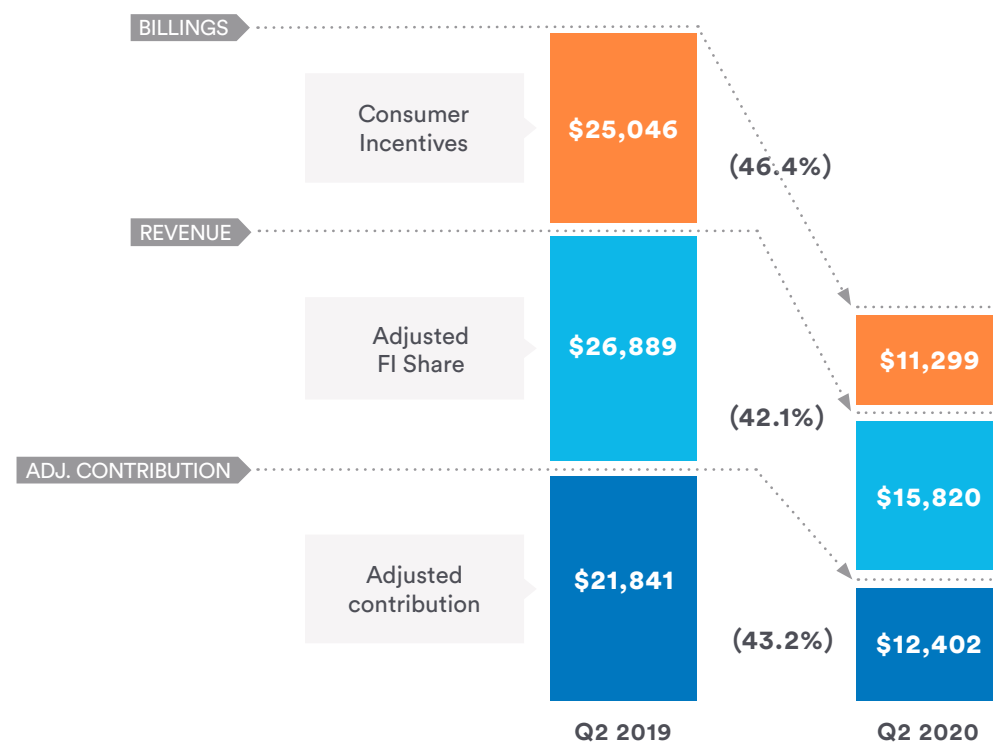 BILLINGS
Consumer
Incentives
$25,046
(46.4%)
REVENUE
$11,299
Adjusted
FI Share
$26,889
(42.1%)
ADJ. CONTRIBUTION
$15,820
Adjusted
contribution
$21,841
(43.2%)
$12,402
Q2 2019
Q2 2020